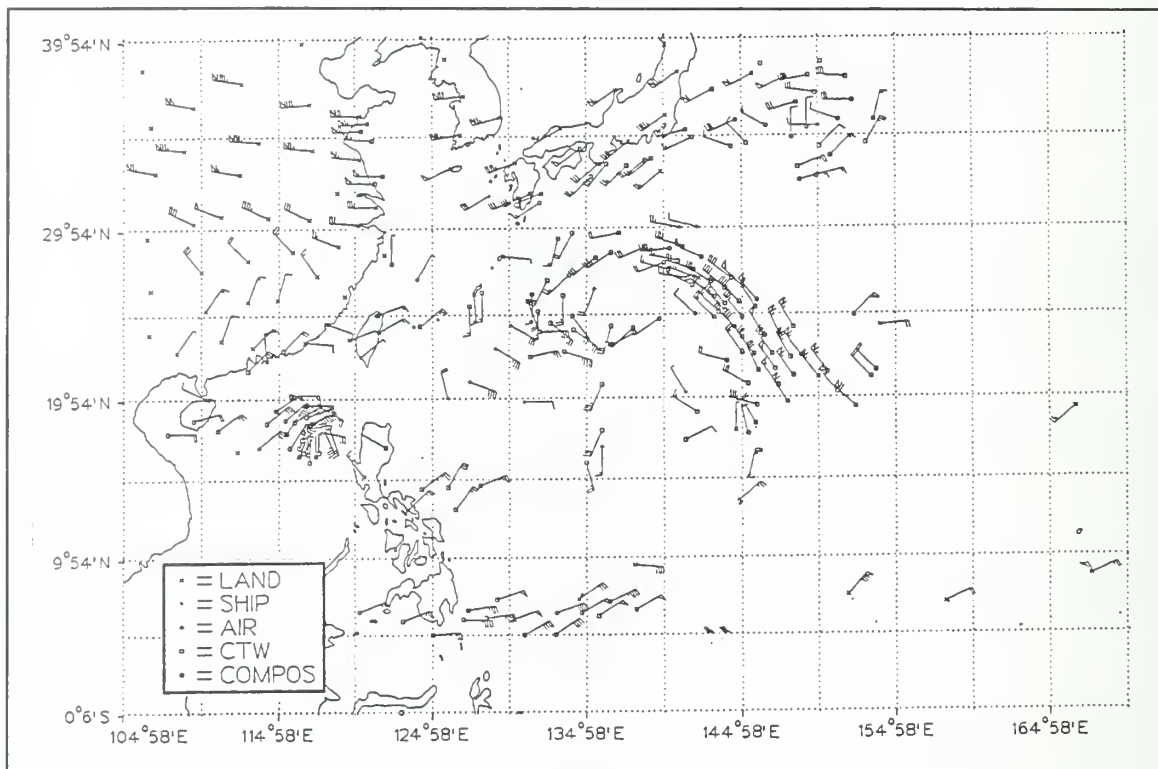 39°54'N
29°54'N
19°54'N
9°54'N
0°6'S
× = LAND
· = SHIP
▵ = AIR
□ = CTW
• = COMPOS
104°58'E 114°58'E 124°58'E 134°58'E 144°58'E 154°58'E 164°58'E